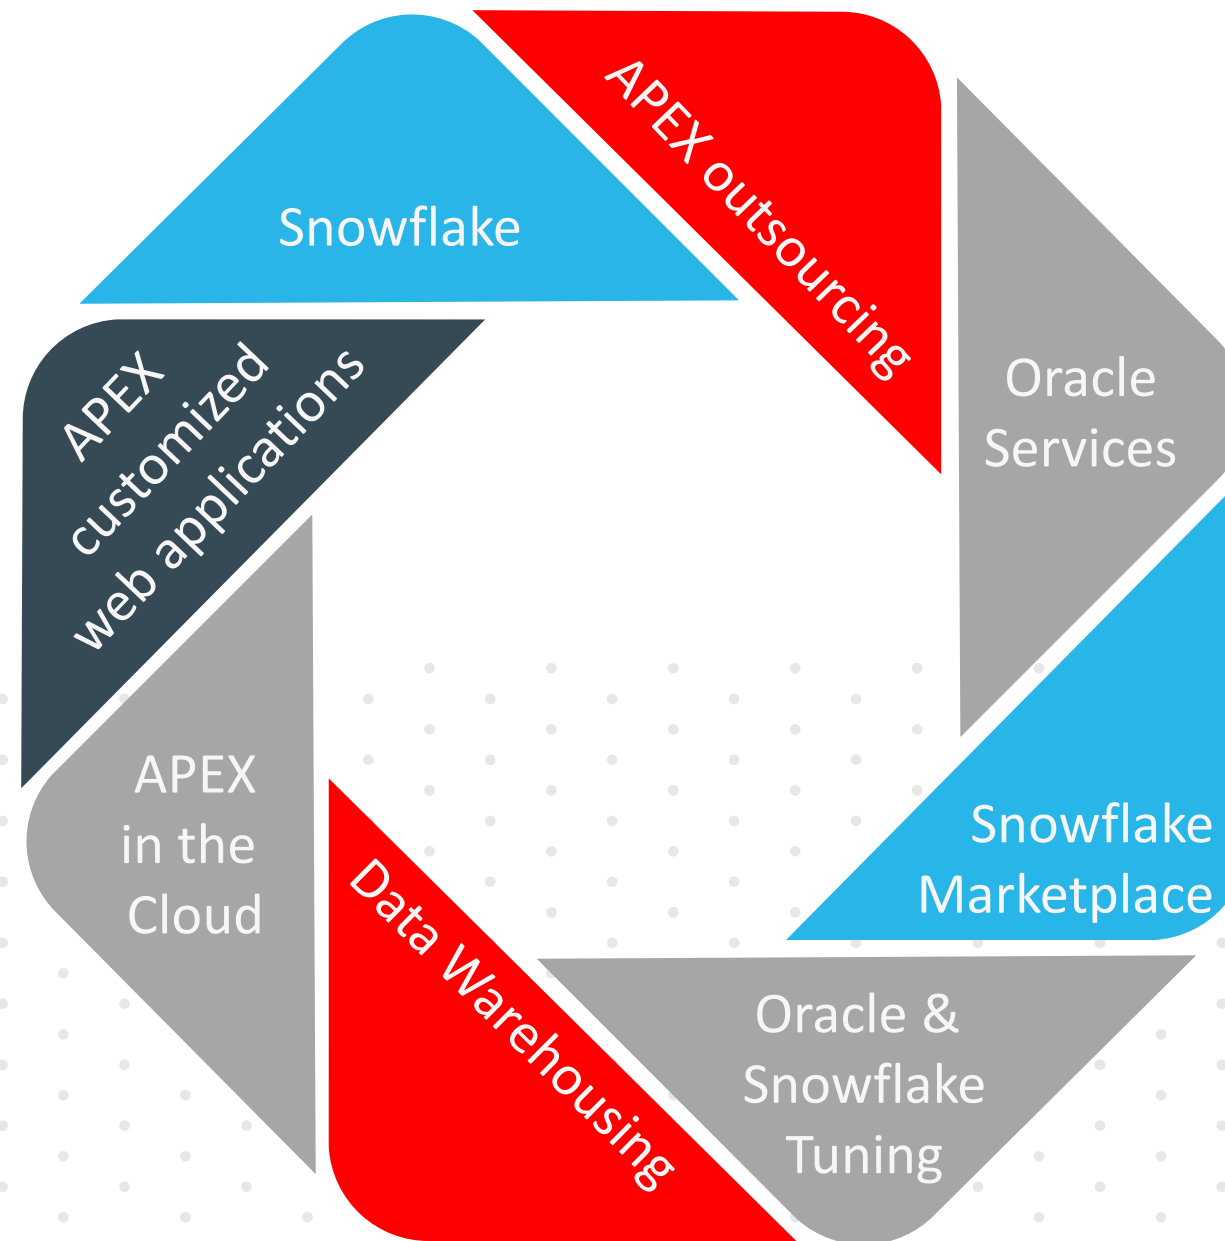 Snowflake
APEX outsourcing
Oracle
Services
Snowflake
Marketplace
Oracle &
Snowflake
Tuning
Data Warehousing
APEX
in the
Cloud
APEX
customized
web applications